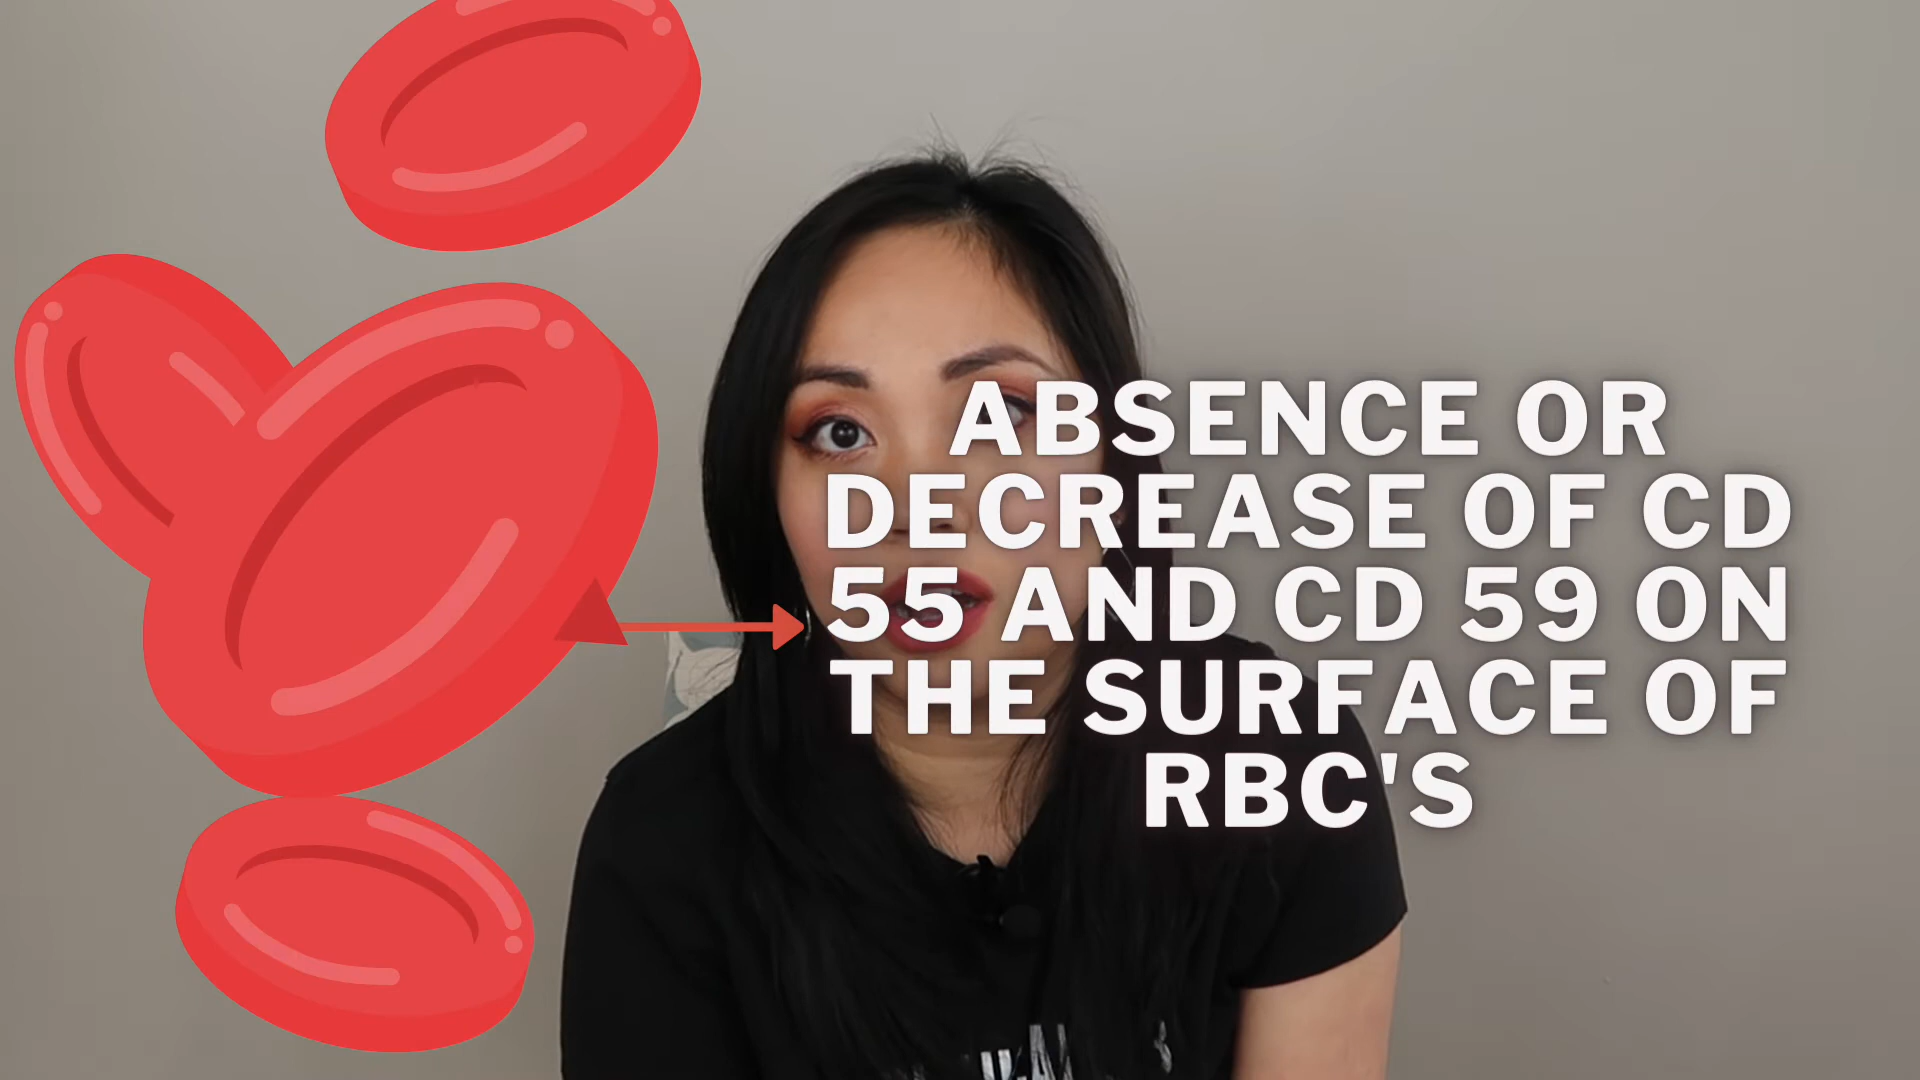 ABSENCE OR
DECREASE OF CD
55 AND CD 59 ON
THE SURFACE OF
RBC'S